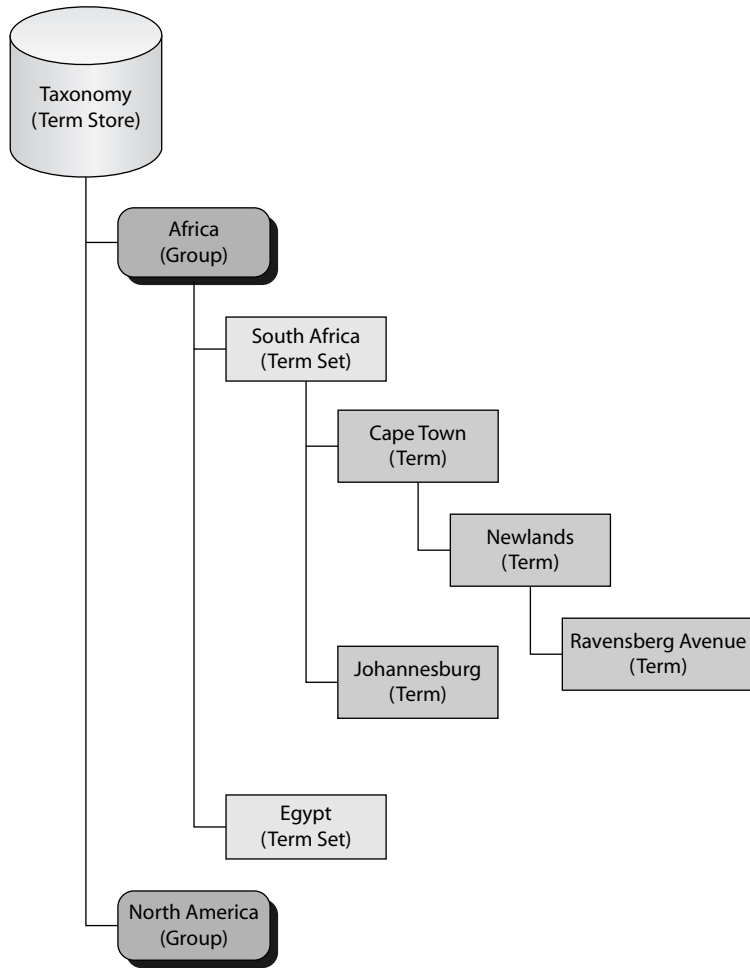 Taxonomy
(Term Store)
Africa
(Group)
South Africa
(Term Set)
Cape Town
(Term)
Newlands
(Term)
Ravensberg Avenue
(Term)
Johannesburg
(Term)
Egypt
(Term Set)
North America
(Group)